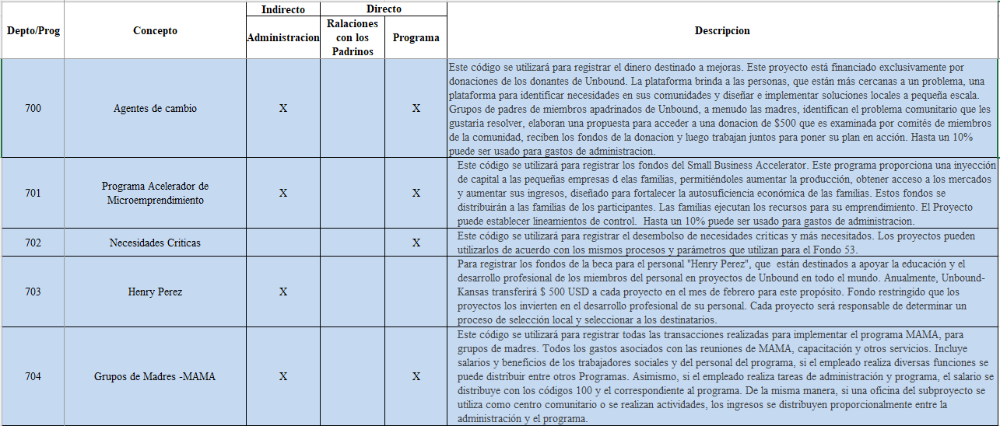 Depto/Prog
Concepto
Indirecto
Directo
Administracion
Ralaciones
con los
Padrinos
Programa
Descripcion
700
Agentes de cambio
X
X
Este código se utilizará para registrar el dinero destinado a mejoras. Este proyecto está financiado exclusivamente por
donaciones de los donantes de Unbound. La plataforma brinda a las personas, que están más cercanas a un problema, una
plataforma para identificar necesidades en sus comunidades y diseñar e implementar soluciones locales a pequeña escala.
Grupos de padres de miembros apadrinados de Unbound, a menudo las madres, identifican el problema comunitario que les
gustaria resolver, elaboran una propuesta para acceder a una donacion de $500 que es examinada por comités de miembros
de la comunidad, reciben los fondos de la donacion y luego trabajan juntos para poner su plan en acción. Hasta un 10%
puede ser usado para gastos de administracion.
701
Programa Acelerador de
Microemprendimiento
X
X
Este código se utilizará para registrar los fondos del Small Business Accelerator. Este programa proporciona una inyección
de capital a las pequeñas empresas d elas familias, permitiéndoles aumentar la producción, obtener acceso a los mercados
y aumentar sus ingresos, diseñado para fortalecer la autosuficiencia económica de las familias. Estos fondos se
distribuirán a las familias de los participantes. Las familias ejecutan los recursos para su emprendimiento. El Proyecto
puede establecer lineamientos de control.  Hasta un 10% puede ser usado para gastos de administracion.
702
Necesidades Criticas
X
Este código se utilizará para registrar el desembolso de necesidades criticas y más necesitados. Los proyectos pueden
utilizarlos de acuerdo con los mismos procesos y parámetros que utilizan para el Fondo 53.
703
Henry Perez
X
Para registrar los fondos de la beca para el personal "Henry Perez", que  están destinados a apoyar la educación y el
desarrollo profesional de los miembros del personal en proyectos de Unbound en todo el mundo. Anualmente, Unbound-
Kansas transferirá $ 500 USD a cada proyecto en el mes de febrero para este propósito. Fondo restringido que los
proyectos los invierten en el desarrollo profesional de su personal. Cada proyecto será responsable de determinar un
proceso de selección local y seleccionar a los destinatarios.
704
Grupos de Madres -MAMA
X
X
Este código se utilizará para registrar todas las transacciones realizadas para implementar el programa MAMA, para
grupos de madres. Todos los gastos asociados con las reuniones de MAMA, capacitación y otros servicios. Incluye
salarios y beneficios de los trabajadores sociales y del personal del programa, si el empleado realiza diversas funciones se
puede distribuir entre otros Programas. Asimismo, si el empleado realiza tareas de administración y programa, el salario se
distribuye con los códigos 100 y el correspondiente al programa. De la misma manera, si una oficina del subproyecto se
utiliza como centro comunitario o se realizan actividades, los ingresos se distribuyen proporcionalmente entre la
administración y el programa.